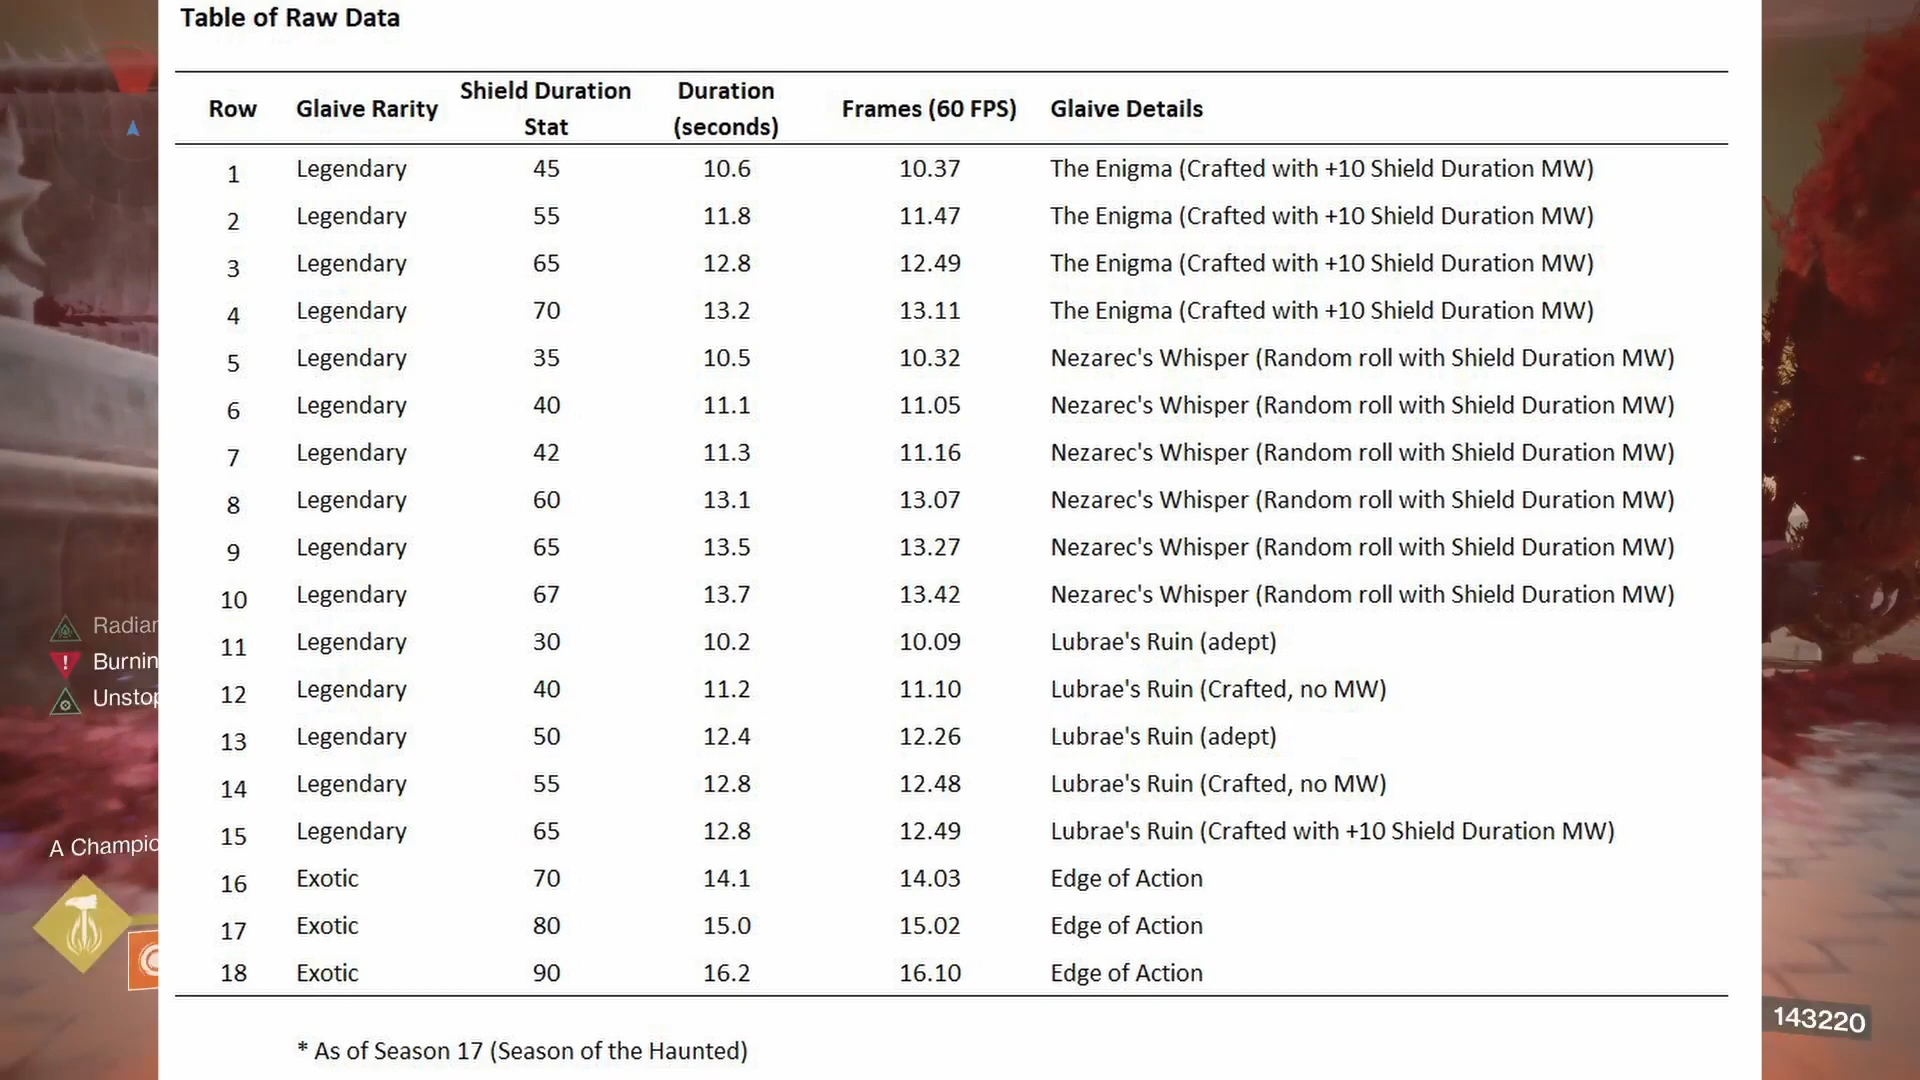 Table of Raw Data
Row Glaive Rarity Shield Duration Stat Duration (seconds) Frames (60 FPS) Glaive Details
1 Legendary 45 10.6 10.37 The Enigma (Crafted with +10 Shield Duration MW)
2 Legendary 55 11.8 11.47 The Enigma (Crafted with +10 Shield Duration MW)
3 Legendary 65 12.8 12.49 The Enigma (Crafted with +10 Shield Duration MW)
4 Legendary 70 13.2 13.11 The Enigma (Crafted with +10 Shield Duration MW)
5 Legendary 35 10.5 10.32 Nezarec's Whisper (Random roll with Shield Duration MW)
6 Legendary 40 11.1 11.05 Nezarec's Whisper (Random roll with Shield Duration MW)
7 Legendary 42 11.3 11.16 Nezarec's Whisper (Random roll with Shield Duration MW)
8 Legendary 60 13.1 13.07 Nezarec's Whisper (Random roll with Shield Duration MW)
9 Legendary 65 13.5 13.27 Nezarec's Whisper (Random roll with Shield Duration MW)
10 Legendary 67 13.7 13.42 Nezarec's Whisper (Random roll with Shield Duration MW)
11 Legendary 30 10.2 10.09 Lubrae's Ruin (adept)
12 Legendary 40 11.2 11.10 Lubrae's Ruin (Crafted, no MW)
13 Legendary 50 12.4 12.26 Lubrae's Ruin (adept)
14 Legendary 55 12.8 12.48 Lubrae's Ruin (Crafted, no MW)
15 Legendary 65 12.8 12.49 Lubrae's Ruin (Crafted with +10 Shield Duration MW)
16 Exotic 70 14.1 14.03 Edge of Action
17 Exotic 80 15.0 15.02 Edge of Action
18 Exotic 90 16.2 16.10 Edge of Action
* As of Season 17 (Season of the Haunted)
Radian
Burnin
Unstop
A Champio
143220